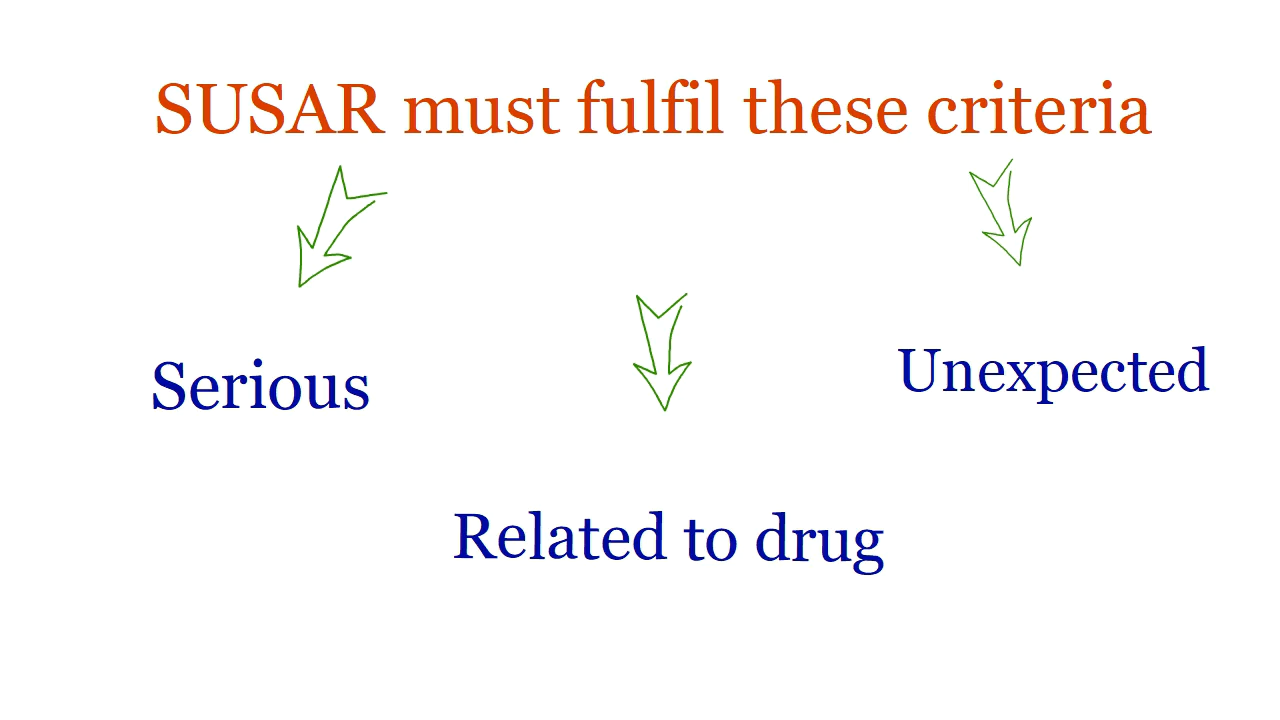 SUSAR must fulfil these criteria
Serious
Unexpected
Related to drug